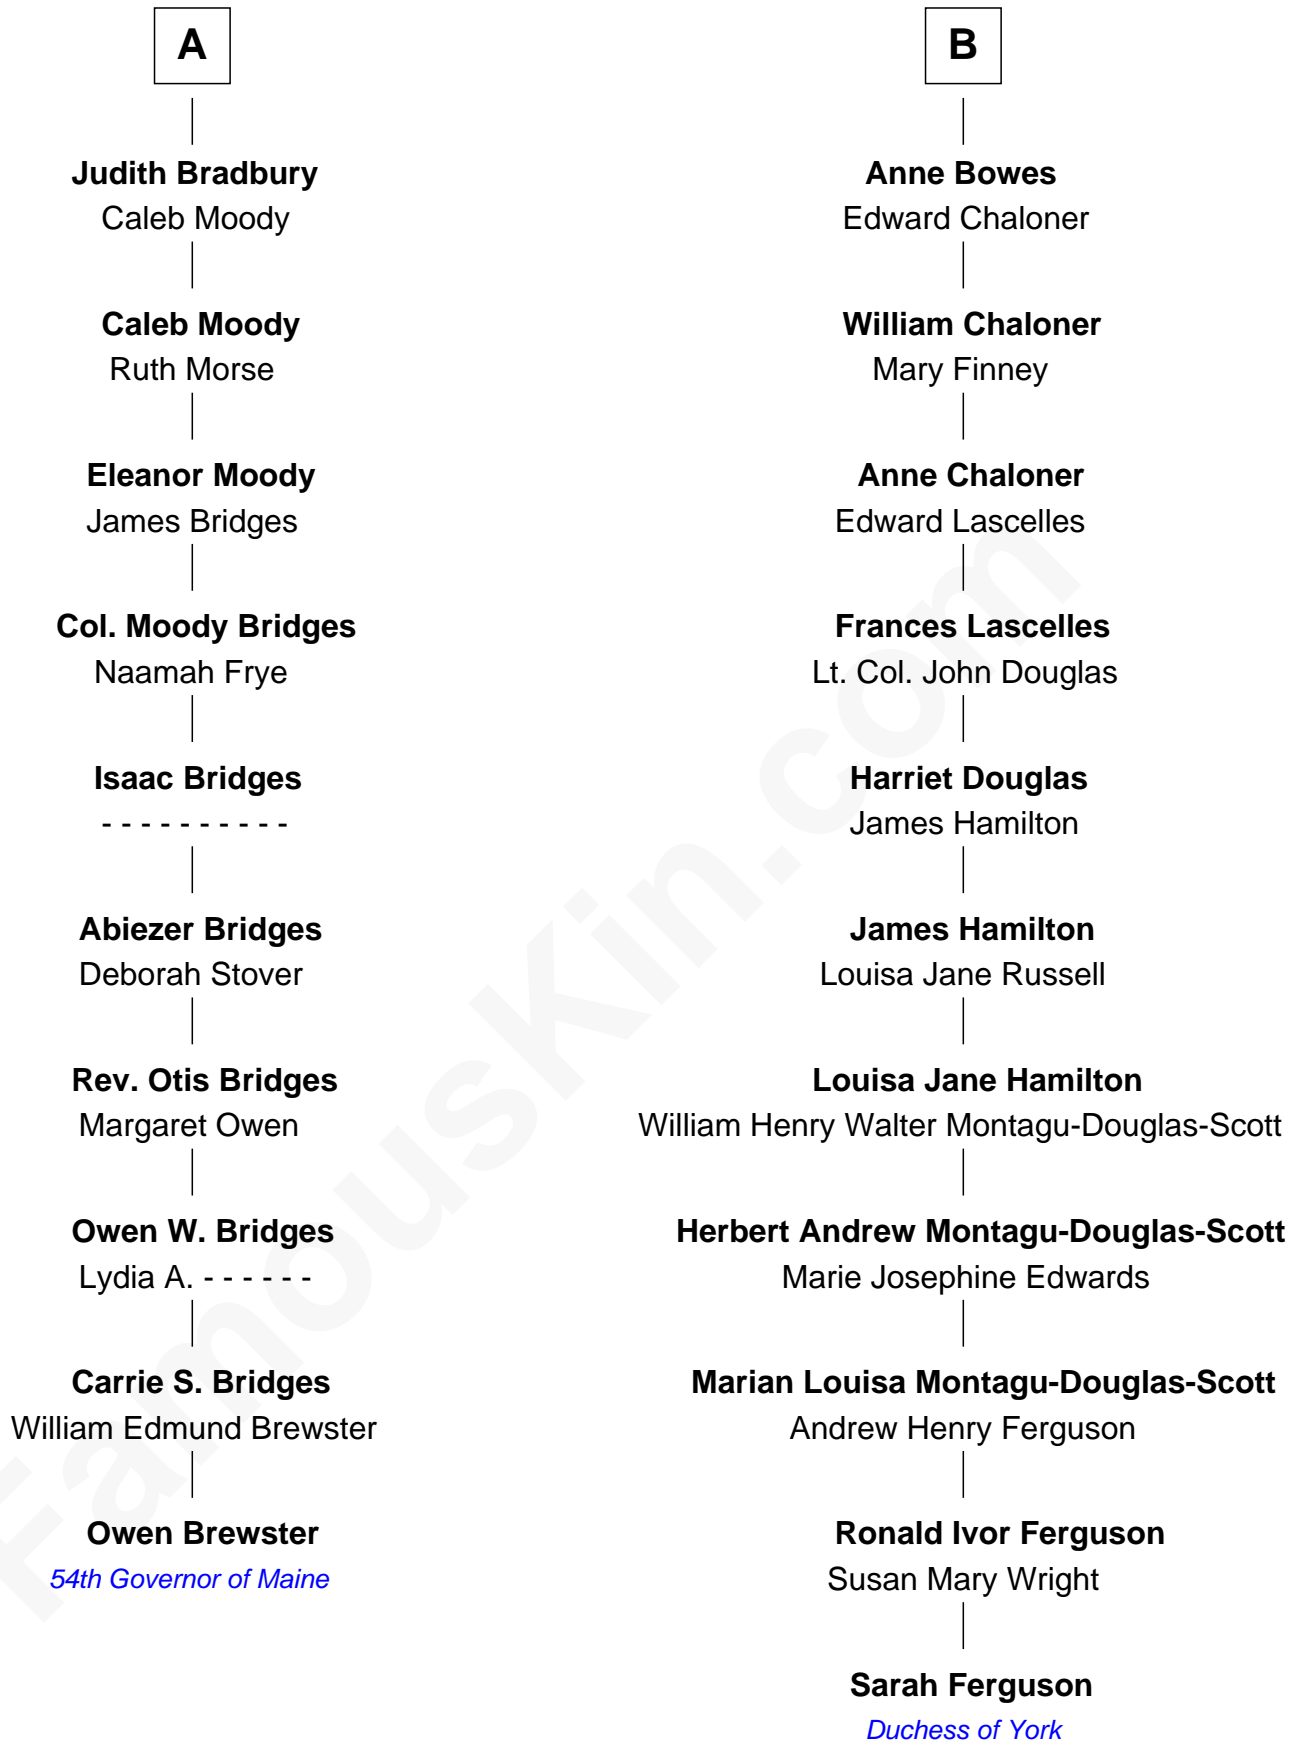 A
Judith Bradbury
Caleb Moody
Caleb Moody
Ruth Morse
Eleanor Moody
James Bridges
Col. Moody Bridges
Naamah Frye
Isaac Bridges
- - - - - - - - - -
Abiezer Bridges
Deborah Stover
Rev. Otis Bridges
Margaret Owen
Owen W. Bridges
Lydia A. - - - - - -
Carrie S. Bridges
William Edmund Brewster
Owen Brewster
54th Governor of Maine
B
Anne Bowes
Edward Chaloner
William Chaloner
Mary Finney
Anne Chaloner
Edward Lascelles
Frances Lascelles
Lt. Col. John Douglas
Harriet Douglas
James Hamilton
James Hamilton
Louisa Jane Russell
Louisa Jane Hamilton
William Henry Walter Montagu-Douglas-Scott
Herbert Andrew Montagu-Douglas-Scott
Marie Josephine Edwards
Marian Louisa Montagu-Douglas-Scott
Andrew Henry Ferguson
Ronald Ivor Ferguson
Susan Mary Wright
Sarah Ferguson
Duchess of York
FamousKin.com